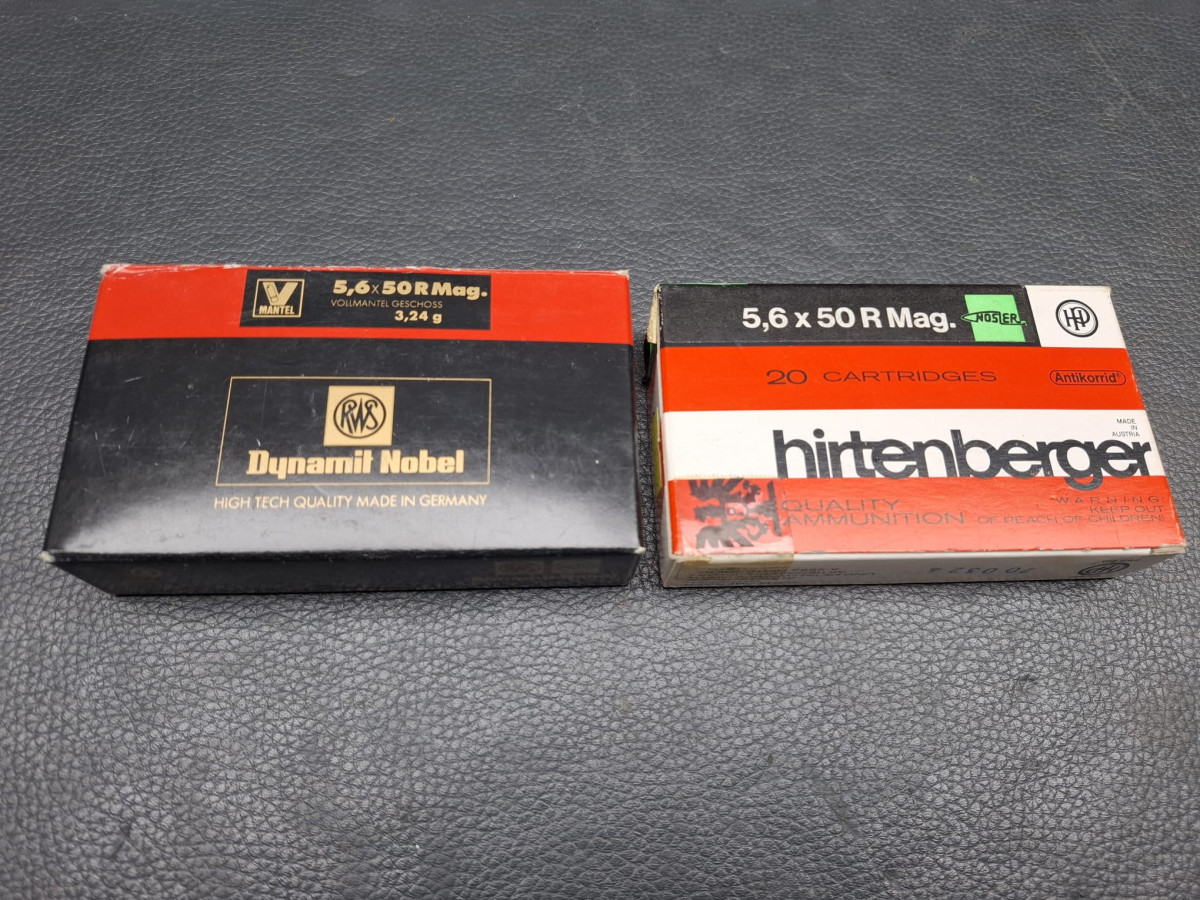 V
MANTEL
5,6 x 50 R Mag.
VOLLMANTEL GESCHOSS
3,24 g
RWS
Dynamit Nobel
HIGH TECH QUALITY MADE IN GERMANY
5,6 x 50 R Mag.
NOSLER
HP
20 CARTRIDGES
Antikorrid®
MADE
IN
AUSTRIA
hirtenberger
QUALITY
AMMUNITION
WARNING:
KEEP OUT
OF REACH OF CHILDREN!